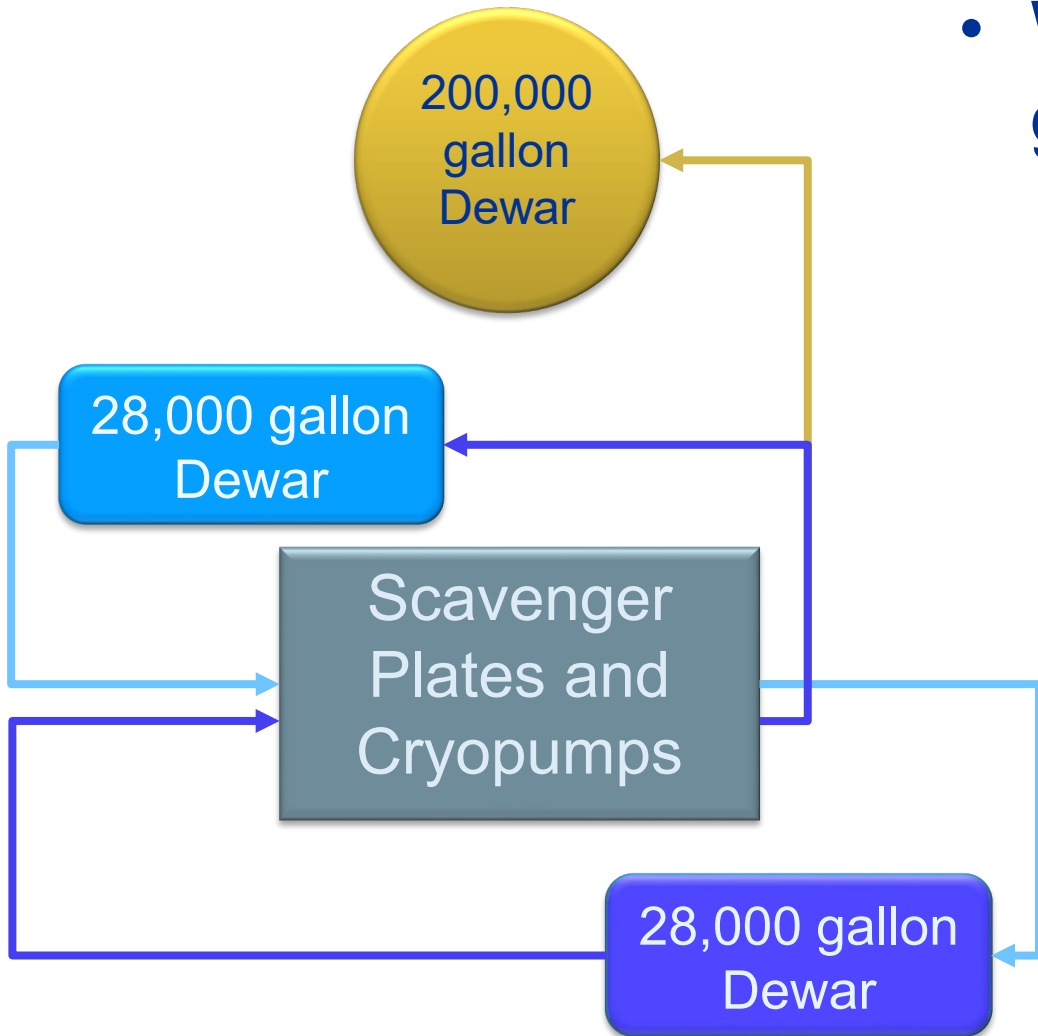 200,000
gallon
Dewar
28,000 gallon
Dewar
Scavenger
Plates and
Cryopumps
28,000 gallon
Dewar